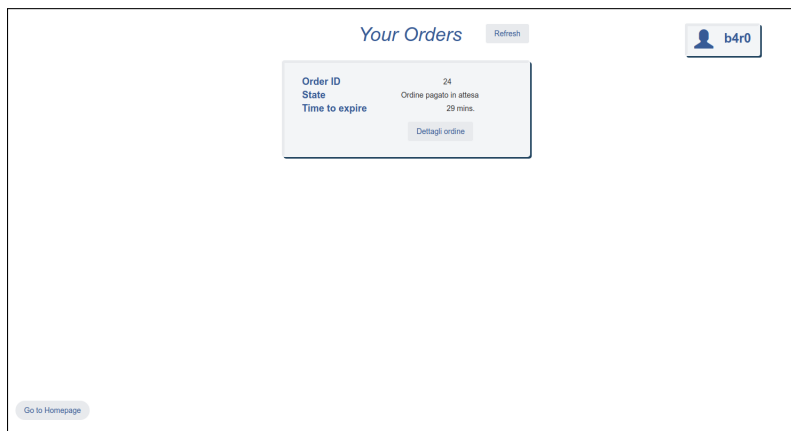 Your Orders
Refresh
b4r0
Order ID 24
State Ordine pagato in attesa
Time to expire 29 mins.
Dettagli ordine
Go to Homepage